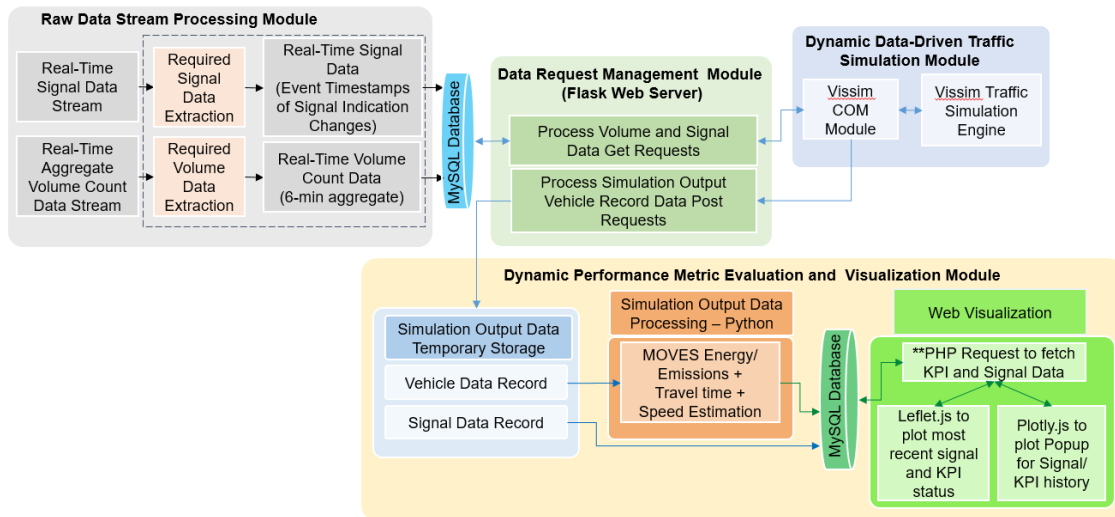 Raw Data Stream Processing Module
Real-Time
Signal Data
Stream
Required
Signal
Data
Extraction
Real-Time Signal
Data
(Event Timestamps
of Signal Indication
Changes)
Real-Time
Aggregate
Volume Count
Data Stream
Required
Volume
Data
Extraction
Real-Time Volume
Count Data
(6-min aggregate)
MySQL Database
Data Request Management Module
(Flask Web Server)
Process Volume and Signal
Data Get Requests
Process Simulation Output
Vehicle Record Data Post
Requests
Dynamic Data-Driven Traffic
Simulation Module
Vissim
COM
Module
Vissim Traffic
Simulation
Engine
Dynamic Performance Metric Evaluation and Visualization Module
Simulation Output Data
Temporary Storage
Vehicle Data Record
Signal Data Record
Simulation Output Data
Processing – Python
MOVES Energy/
Emissions +
Travel time +
Speed Estimation
MySQL Database
Web Visualization
**PHP Request to fetch
KPI and Signal Data
Leflet.js to
plot most
recent signal
and KPI
status
Plotly.js to
plot Popup
for Signal/
KPI history